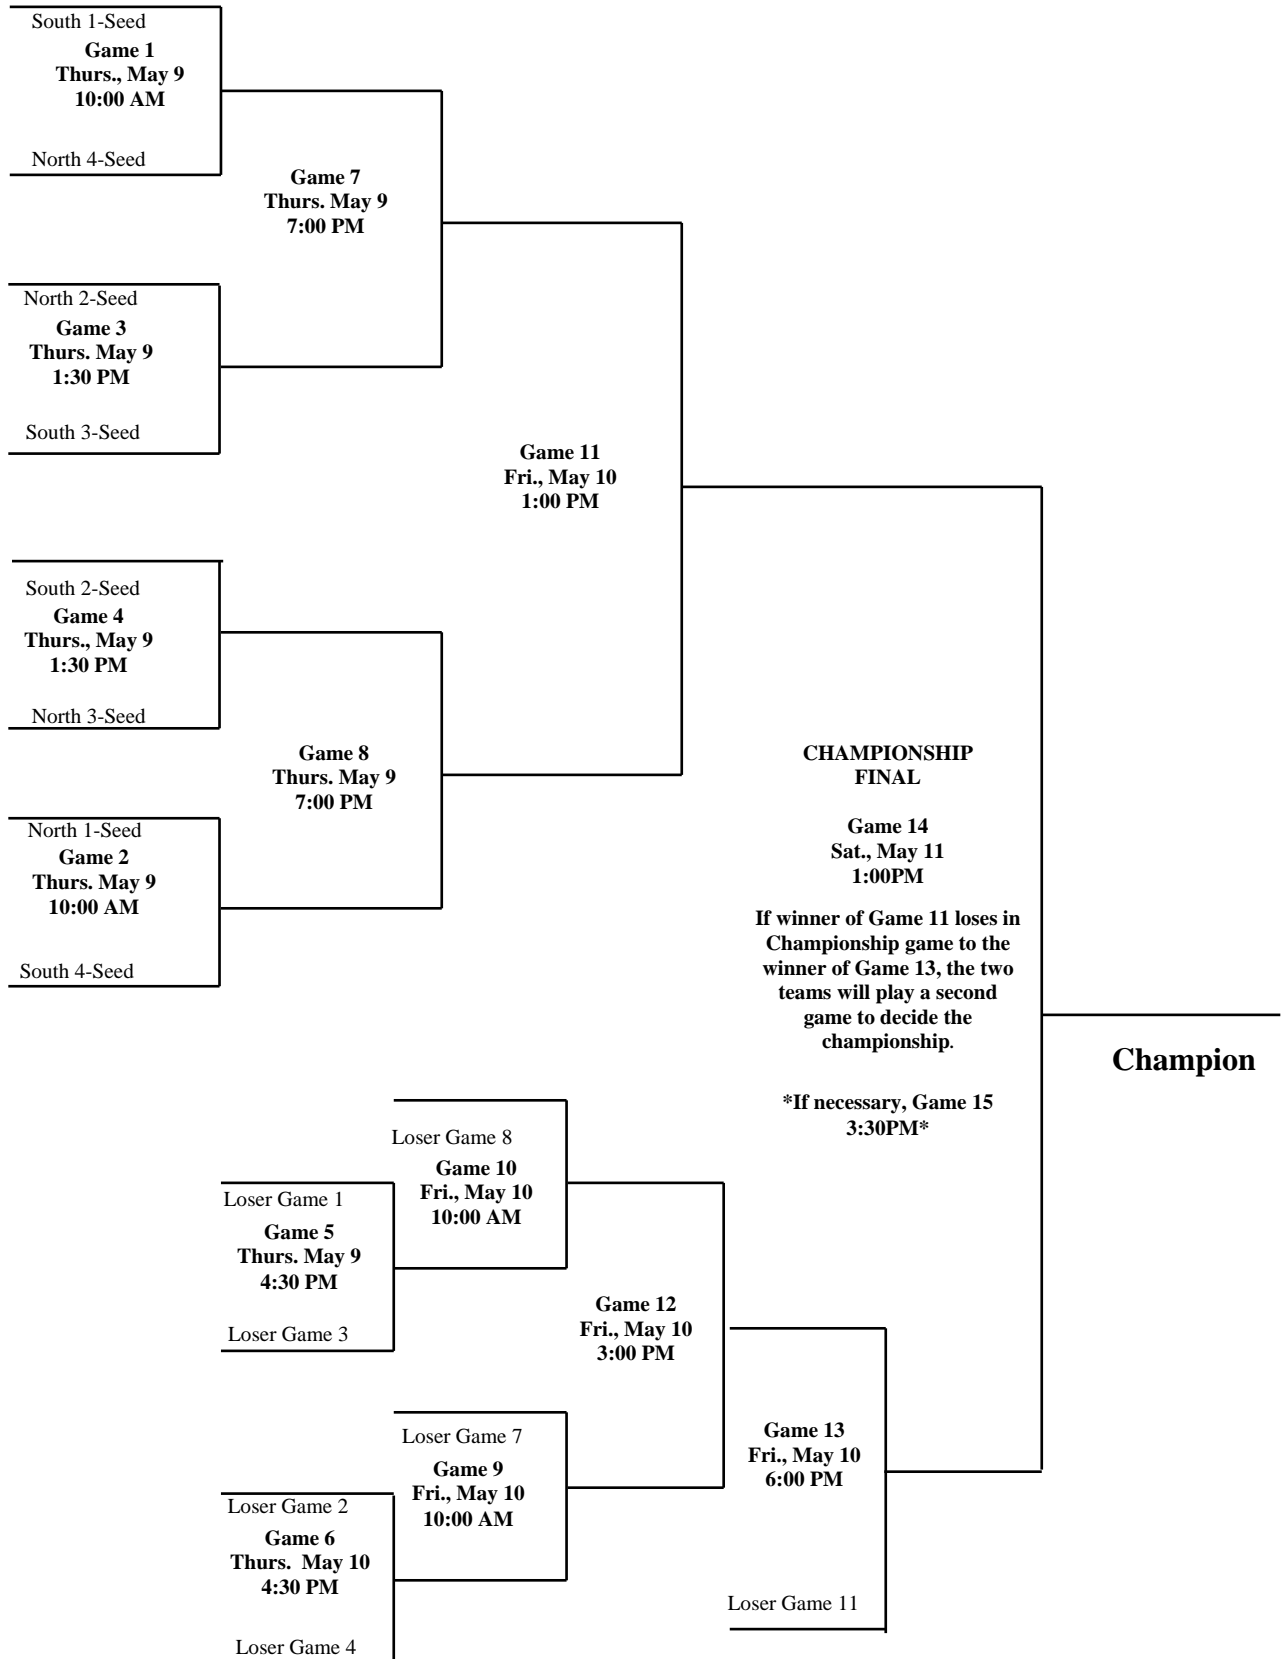 South 1-Seed
Game 1
Thurs., May 9
10:00 AM
North 4-Seed
Game 7
Thurs. May 9
7:00 PM
North 2-Seed
Game 3
Thurs. May 9
1:30 PM
South 3-Seed
Game 11
Fri., May 10
1:00 PM
South 2-Seed
Game 4
Thurs., May 9
1:30 PM
North 3-Seed
Game 8
Thurs. May 9
7:00 PM
North 1-Seed
Game 2
Thurs. May 9
10:00 AM
South 4-Seed
CHAMPIONSHIP
FINAL
Game 14
Sat., May 11
1:00PM
If winner of Game 11 loses in
Championship game to the
winner of Game 13, the two
teams will play a second
game to decide the
championship.
*If necessary, Game 15
3:30PM*
Champion
Loser Game 8
Game 10
Fri., May 10
10:00 AM
Loser Game 1
Game 5
Thurs. May 9
4:30 PM
Loser Game 3
Game 12
Fri., May 10
3:00 PM
Loser Game 7
Game 9
Fri., May 10
10:00 AM
Loser Game 2
Game 6
Thurs.  May 10
4:30 PM
Loser Game 4
Game 13
Fri., May 10
6:00 PM
Loser Game 11